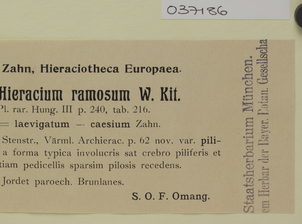 037186
Zahn, Hieraciotheca Europaea.
Hieracium ramosum W. Kit.
Pl. rar. Hung. III p. 240, tab. 216.
= laevigatum — caesium Zahn.
Stenstr., Värml. Archierac. p. 62 nov. var. pili-
a forma typica involucris sat crebro piliferis et
tiam pedicellis sparsim pilosis recedens.
Jordet paroech. Brunlanes.
S. O. F. Omang.
Staatsherbarium München.
em Herbar der Bayer. Botan. Gesellscha